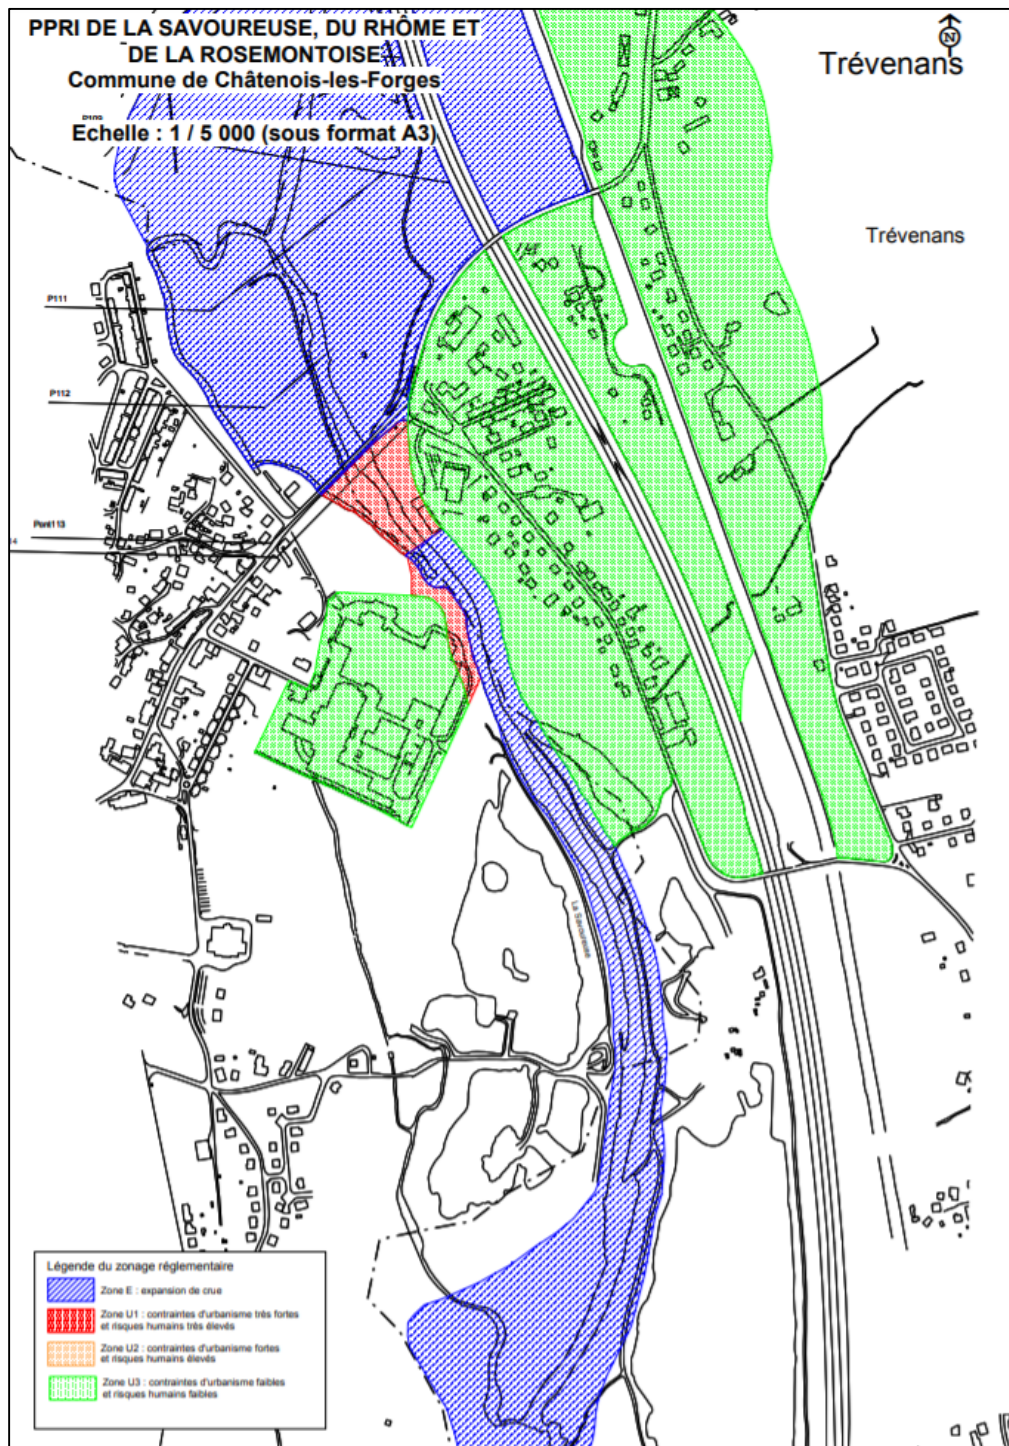 PPRI DE LA SAVOUREUSE, DU RHÔME ET
DE LA ROSEMONTOISE
Commune de Châtenois-les-Forges
Echelle : 1 / 5 000 (sous format A3)
N
Trévenans
Trévenans
P111
P112
Pont113
La Savoureuse
Légende du zonage réglementaire
Zone E : expansion de crue
Zone U1 : contraintes d'urbanisme très fortes
et risques humains très élevés
Zone U2 : contraintes d'urbanisme fortes
et risques humains élevés
Zone U3 : contraintes d'urbanisme faibles
et risques humains faibles